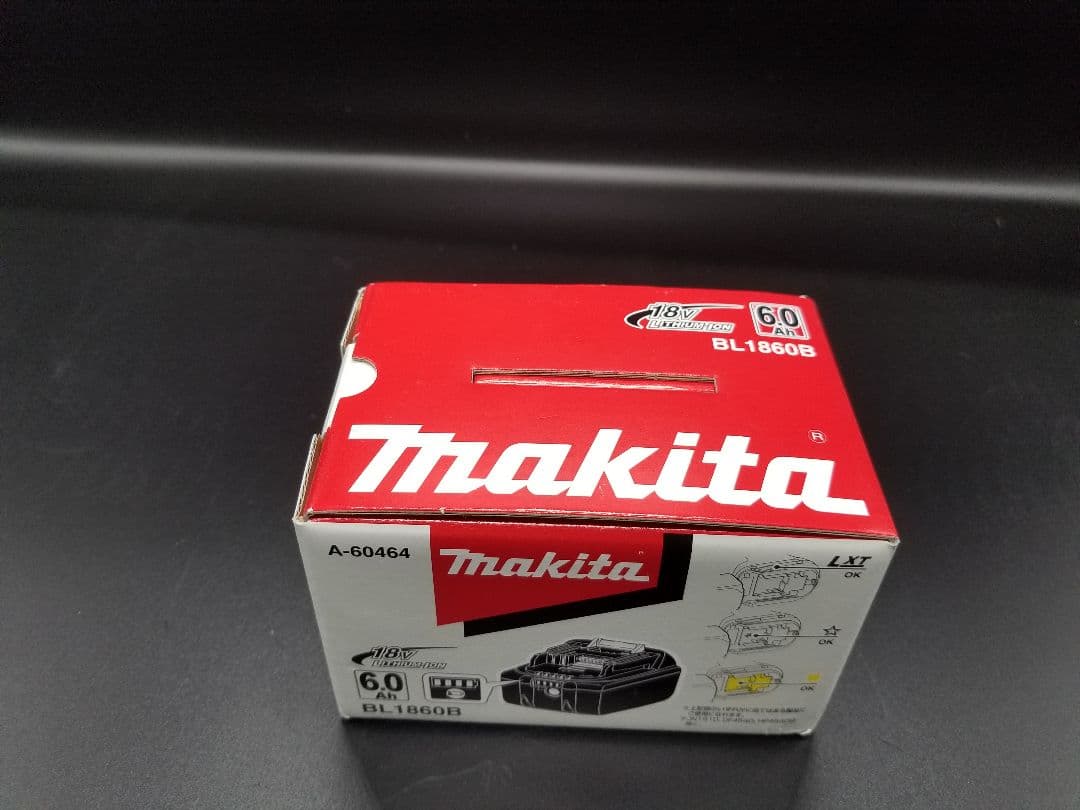 18V
LITHIUM-ION
6.0
Ah
BL1860B
makita®
A-60464
makita
LXT
OK
☆
OK
OK
18V
LITHIUM-ION
6.0
Ah
BL1860B